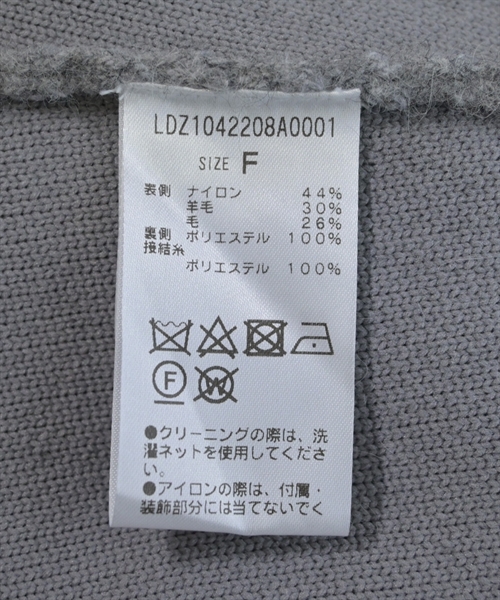 LDZ1042208A0001
SIZE F
表側 ナイロン 44%
羊毛 30%
毛 26%
裏側 ポリエステル 100%
接結糸
ポリエステル 100%
F
W
●クリーニングの際は、洗
濯ネットを使用してくださ
い。
●アイロンの際は、付属・
装飾部分には当てないでく